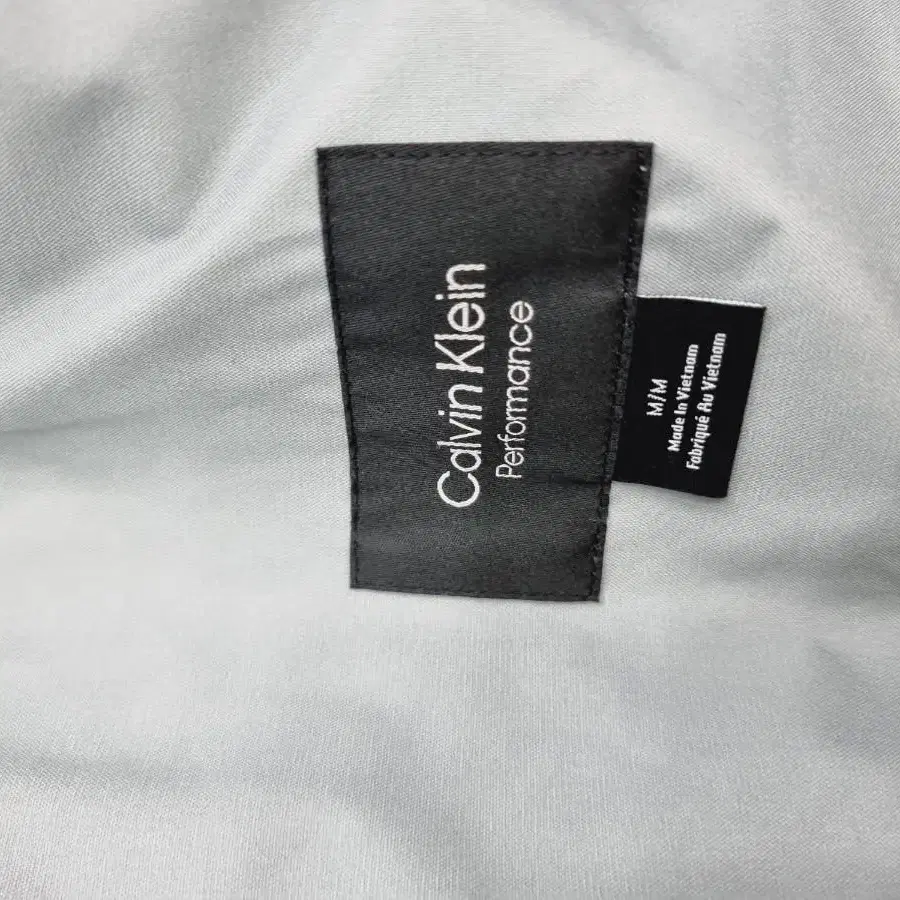 Calvin Klein
Performance
M/M
Made In Vietnam
Fabriqué Au Vietnam